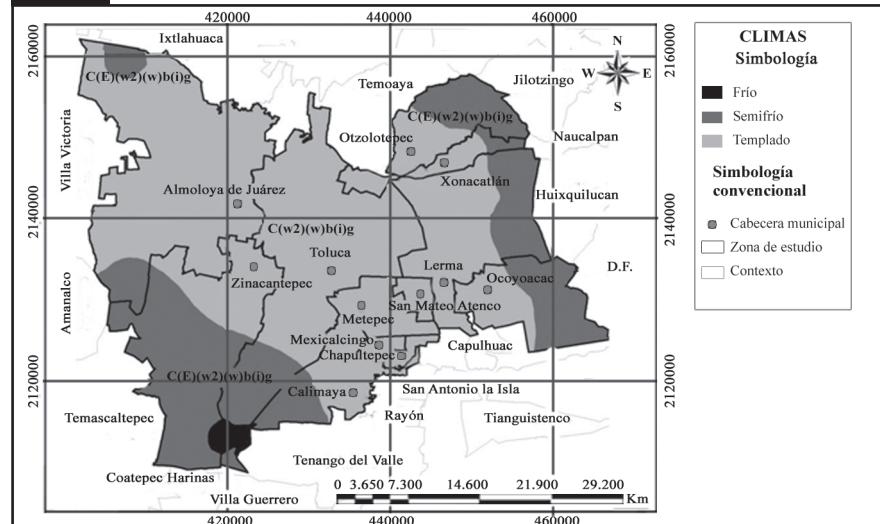 420000 440000 460000
2160000
2140000
2120000
Ixtlahuaca
N
W E
S
C(E)(w2)(w)b(i)g
Temoaya
Jilotzingo
C(E)(w2)(w)b(i)g
Otzolotepec
Naucalpan
Villa Victoria
Xonacatlán
Almoloya de Juárez
Huixquilucan
C(w2)(w)b(i)g
Toluca
Lerma
D.F.
Zinacantepec
Ocoyoacac
Amanalco
San Mateo Atenco
Metepec
Mexicalcingo
Capulhuac
Chapultepec
C(E)(w2)(w)b(i)g
Calimaya
San Antonio la Isla
Temascaltepec
Rayón
Tianguistenco
Tenango del Valle
Coatepec Harinas
Villa Guerrero
0 3.650 7.300 14.600 21.900 29.200
Km
2160000
2140000
2120000
420000 440000 460000
CLIMAS
Simbología
Frío
Semifrío
Templado
Simbología
convencional
Cabecera municipal
Zona de estudio
Contexto